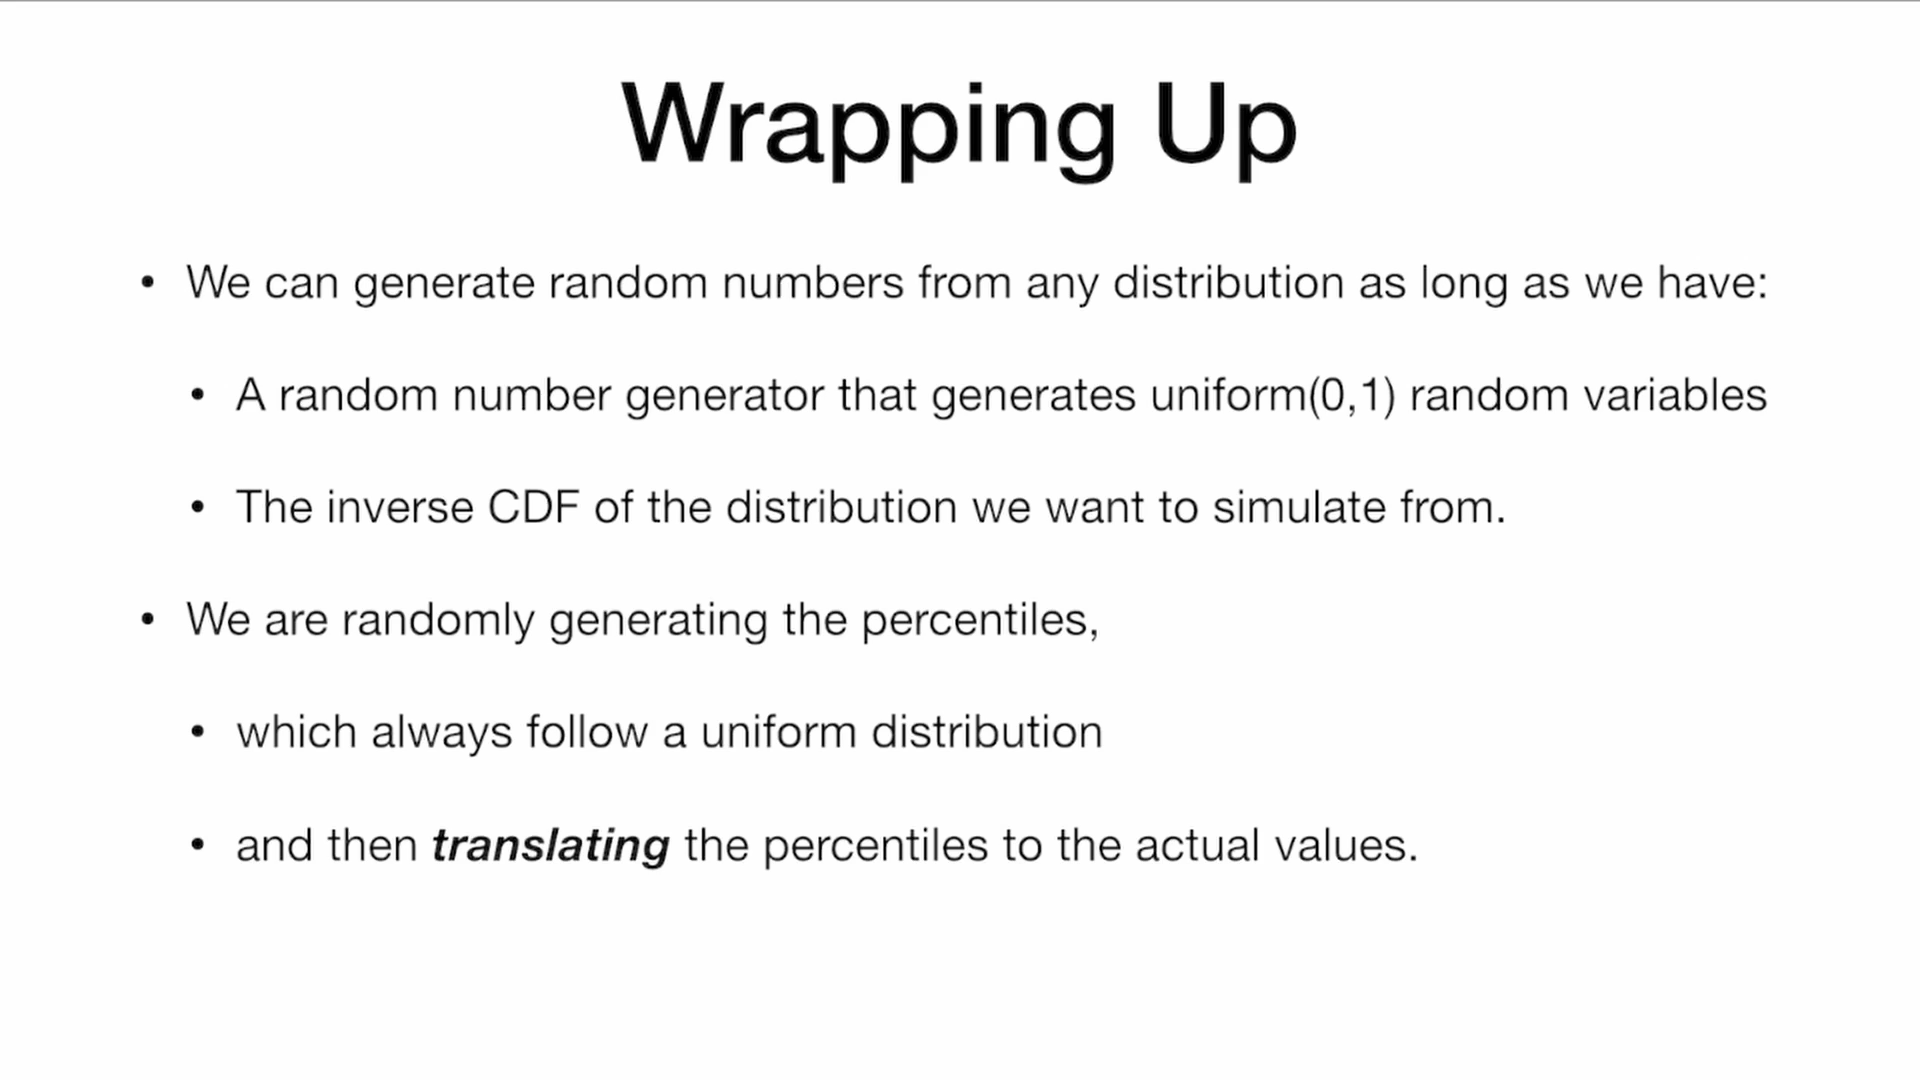 Wrapping Up
• We can generate random numbers from any distribution as long as we have:
• A random number generator that generates uniform(0,1) random variables
• The inverse CDF of the distribution we want to simulate from.
• We are randomly generating the percentiles,
• which always follow a uniform distribution
• and then translating the percentiles to the actual values.